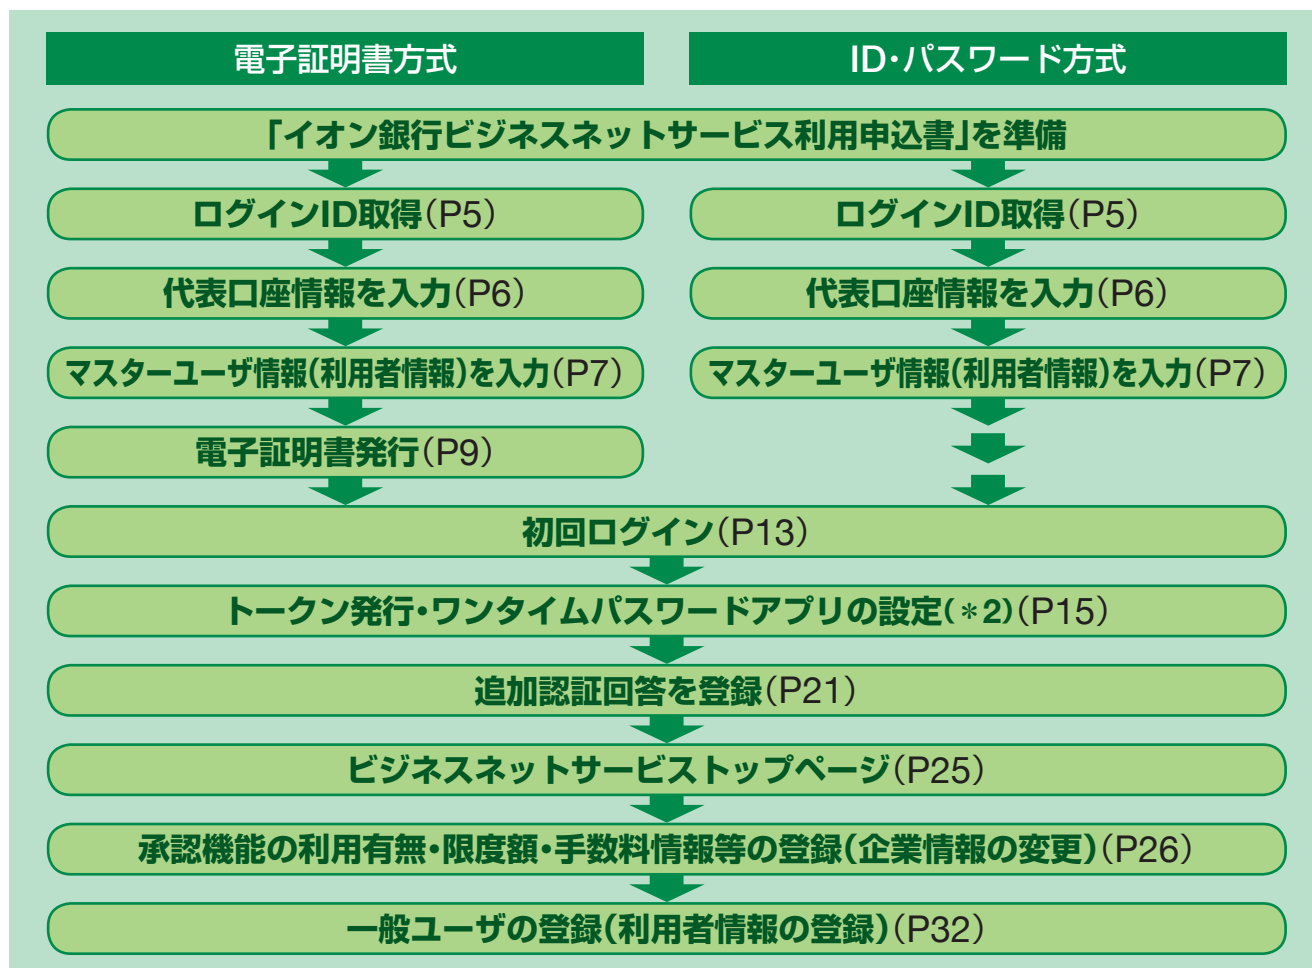 電子証明書方式
ID・パスワード方式
「イオン銀行ビジネスネットサービス利用申込書」を準備
ログインID取得(P5)
ログインID取得(P5)
代表口座情報を入力(P6)
代表口座情報を入力(P6)
マスターユーザ情報(利用者情報)を入力(P7)
マスターユーザ情報(利用者情報)を入力(P7)
電子証明書発行(P9)
初回ログイン(P13)
トークン発行・ワンタイムパスワードアプリの設定(*2)(P15)
追加認証回答を登録(P21)
ビジネスネットサービストップページ(P25)
承認機能の利用有無・限度額・手数料情報等の登録(企業情報の変更)(P26)
一般ユーザの登録(利用者情報の登録)(P32)